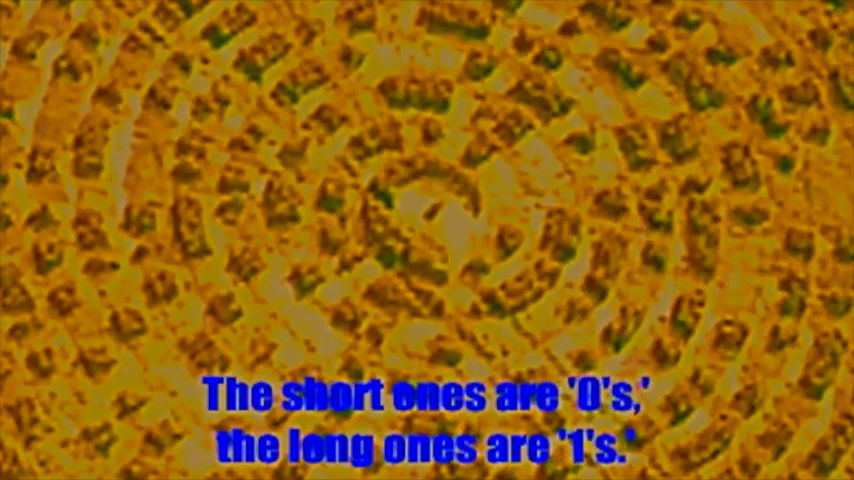 The short ones are '0's,'
the long ones are '1's.'